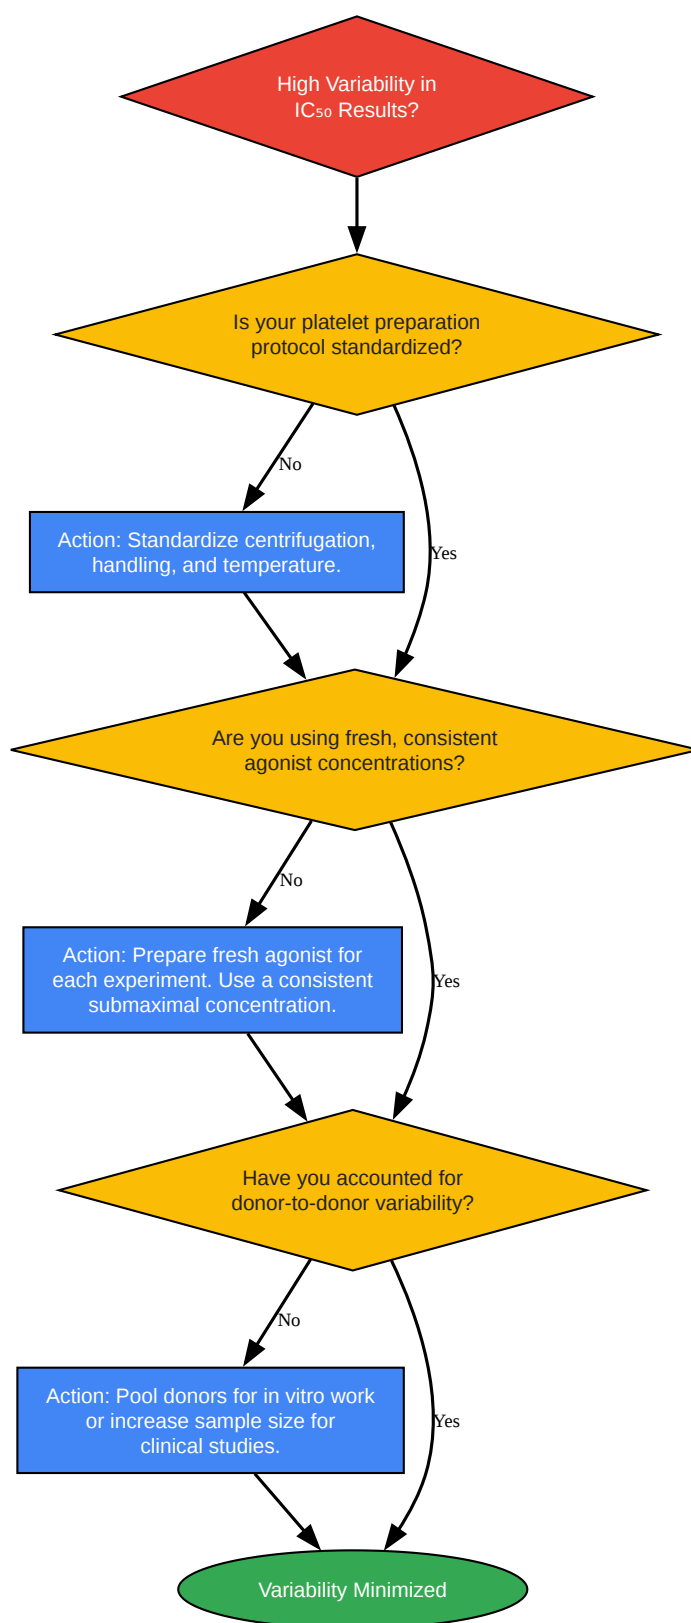 High Variability in
IC₅₀ Results?
Is your platelet preparation
protocol standardized?
No
Action: Standardize centrifugation,
handling, and temperature.
Yes
Are you using fresh, consistent
agonist concentrations?
No
Action: Prepare fresh agonist for
each experiment. Use a consistent
submaximal concentration.
Yes
Have you accounted for
donor-to-donor variability?
No
Action: Pool donors for in vitro work
or increase sample size for
clinical studies.
Yes
Variability Minimized